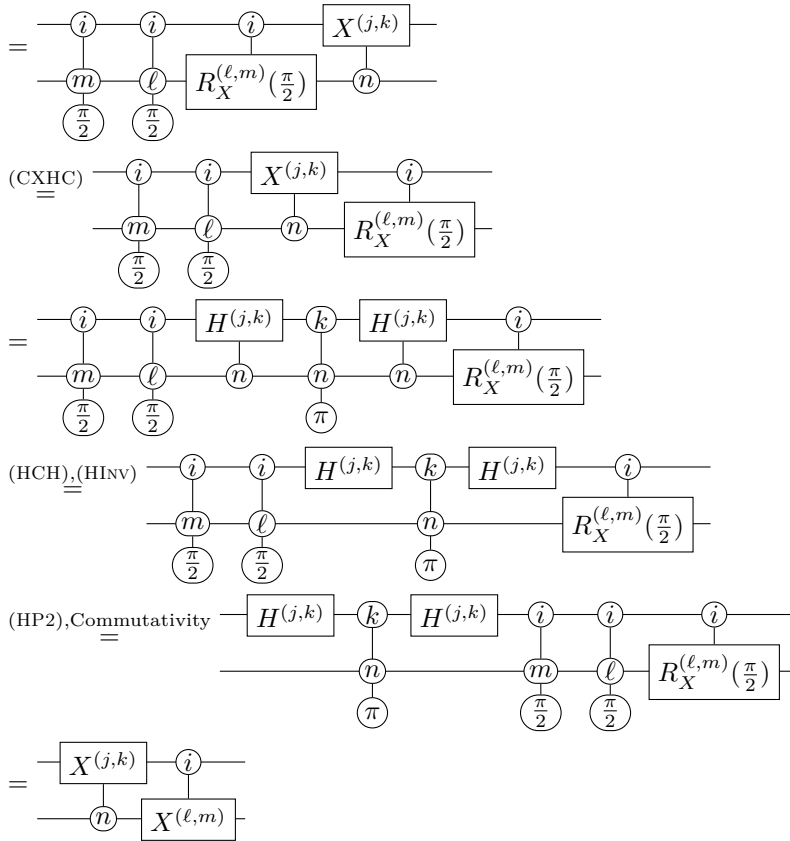 i i i X^{(j,k)}
= m ℓ R_X^{(ℓ,m)}(π/2) n
π/2 π/2
(CXHC) i i X^{(j,k)} i
= m ℓ n R_X^{(ℓ,m)}(π/2)
π/2 π/2
i i H^{(j,k)} k H^{(j,k)} i
= m ℓ n n n R_X^{(ℓ,m)}(π/2)
π/2 π/2 π
(HCH),(HINV) i i H^{(j,k)} k H^{(j,k)} i
= m ℓ n R_X^{(ℓ,m)}(π/2)
π/2 π/2 π
(HP2),Commutativity H^{(j,k)} k H^{(j,k)} i i i
= n m ℓ R_X^{(ℓ,m)}(π/2)
π π/2 π/2
X^{(j,k)} i
= n X^{(ℓ,m)}